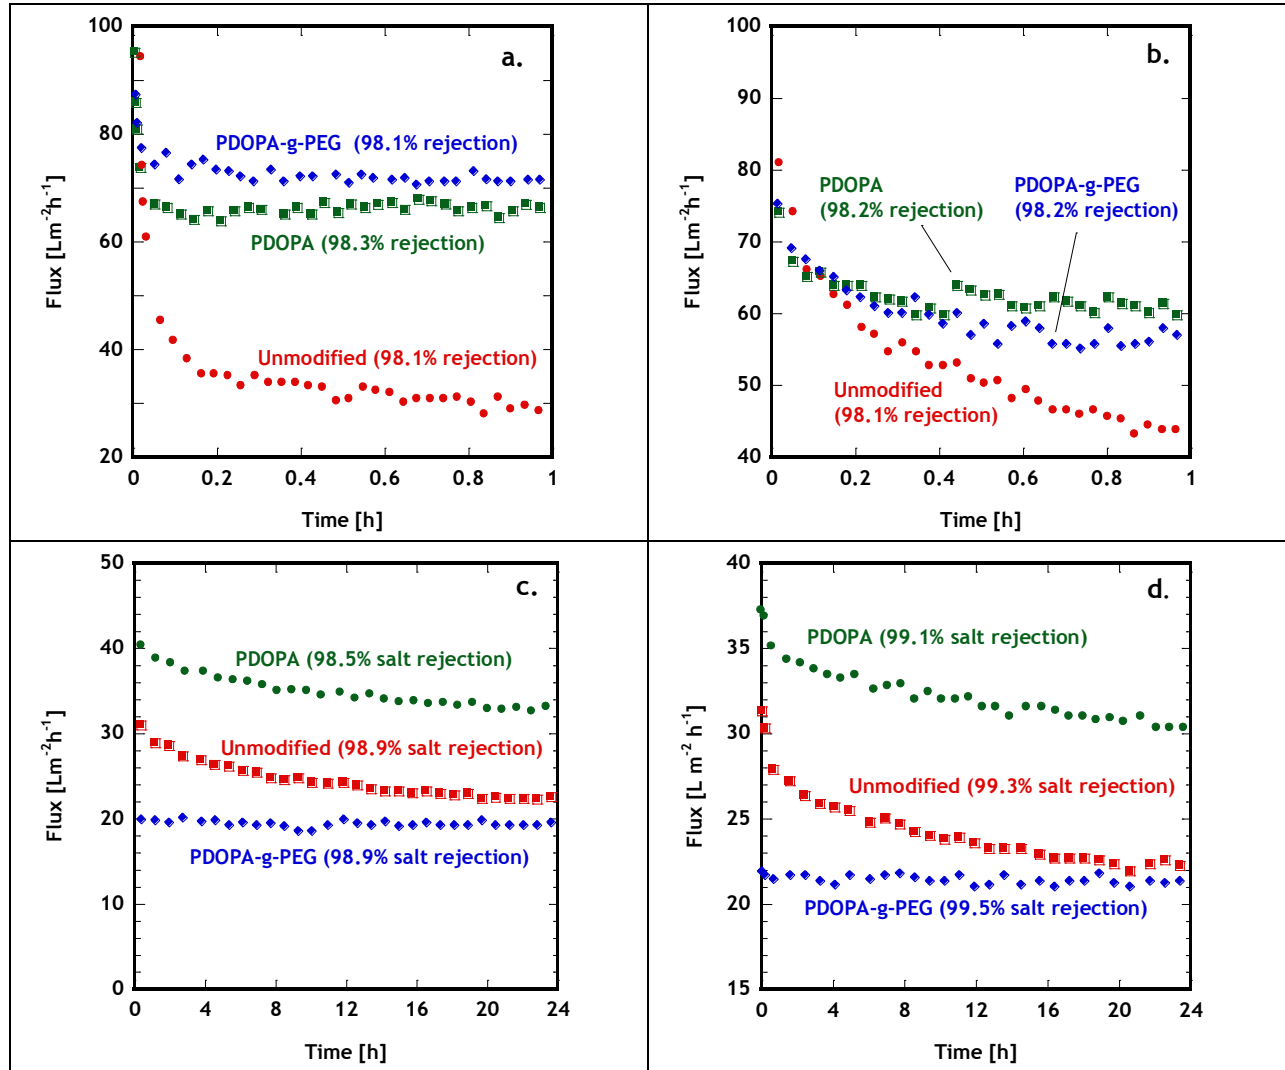 a.
Flux [Lm⁻²h⁻¹]
100
80
60
40
20
PDOPA-g-PEG (98.1% rejection)
PDOPA (98.3% rejection)
Unmodified (98.1% rejection)
0 0.2 0.4 0.6 0.8 1
Time [h]
b.
Flux [Lm⁻²h⁻¹]
100
90
80
70
60
50
40
PDOPA
(98.2% rejection)
PDOPA-g-PEG
(98.2% rejection)
Unmodified
(98.1% rejection)
0 0.2 0.4 0.6 0.8 1
Time [h]
c.
Flux [Lm⁻²h⁻¹]
50
40
30
20
10
0
PDOPA (98.5% salt rejection)
Unmodified (98.9% salt rejection)
PDOPA-g-PEG (98.9% salt rejection)
0 4 8 12 16 20 24
Time [h]
d.
Flux [L m⁻² h⁻¹]
40
35
30
25
20
15
PDOPA (99.1% salt rejection)
Unmodified (99.3% salt rejection)
PDOPA-g-PEG (99.5% salt rejection)
0 4 8 12 16 20 24
Time [h]